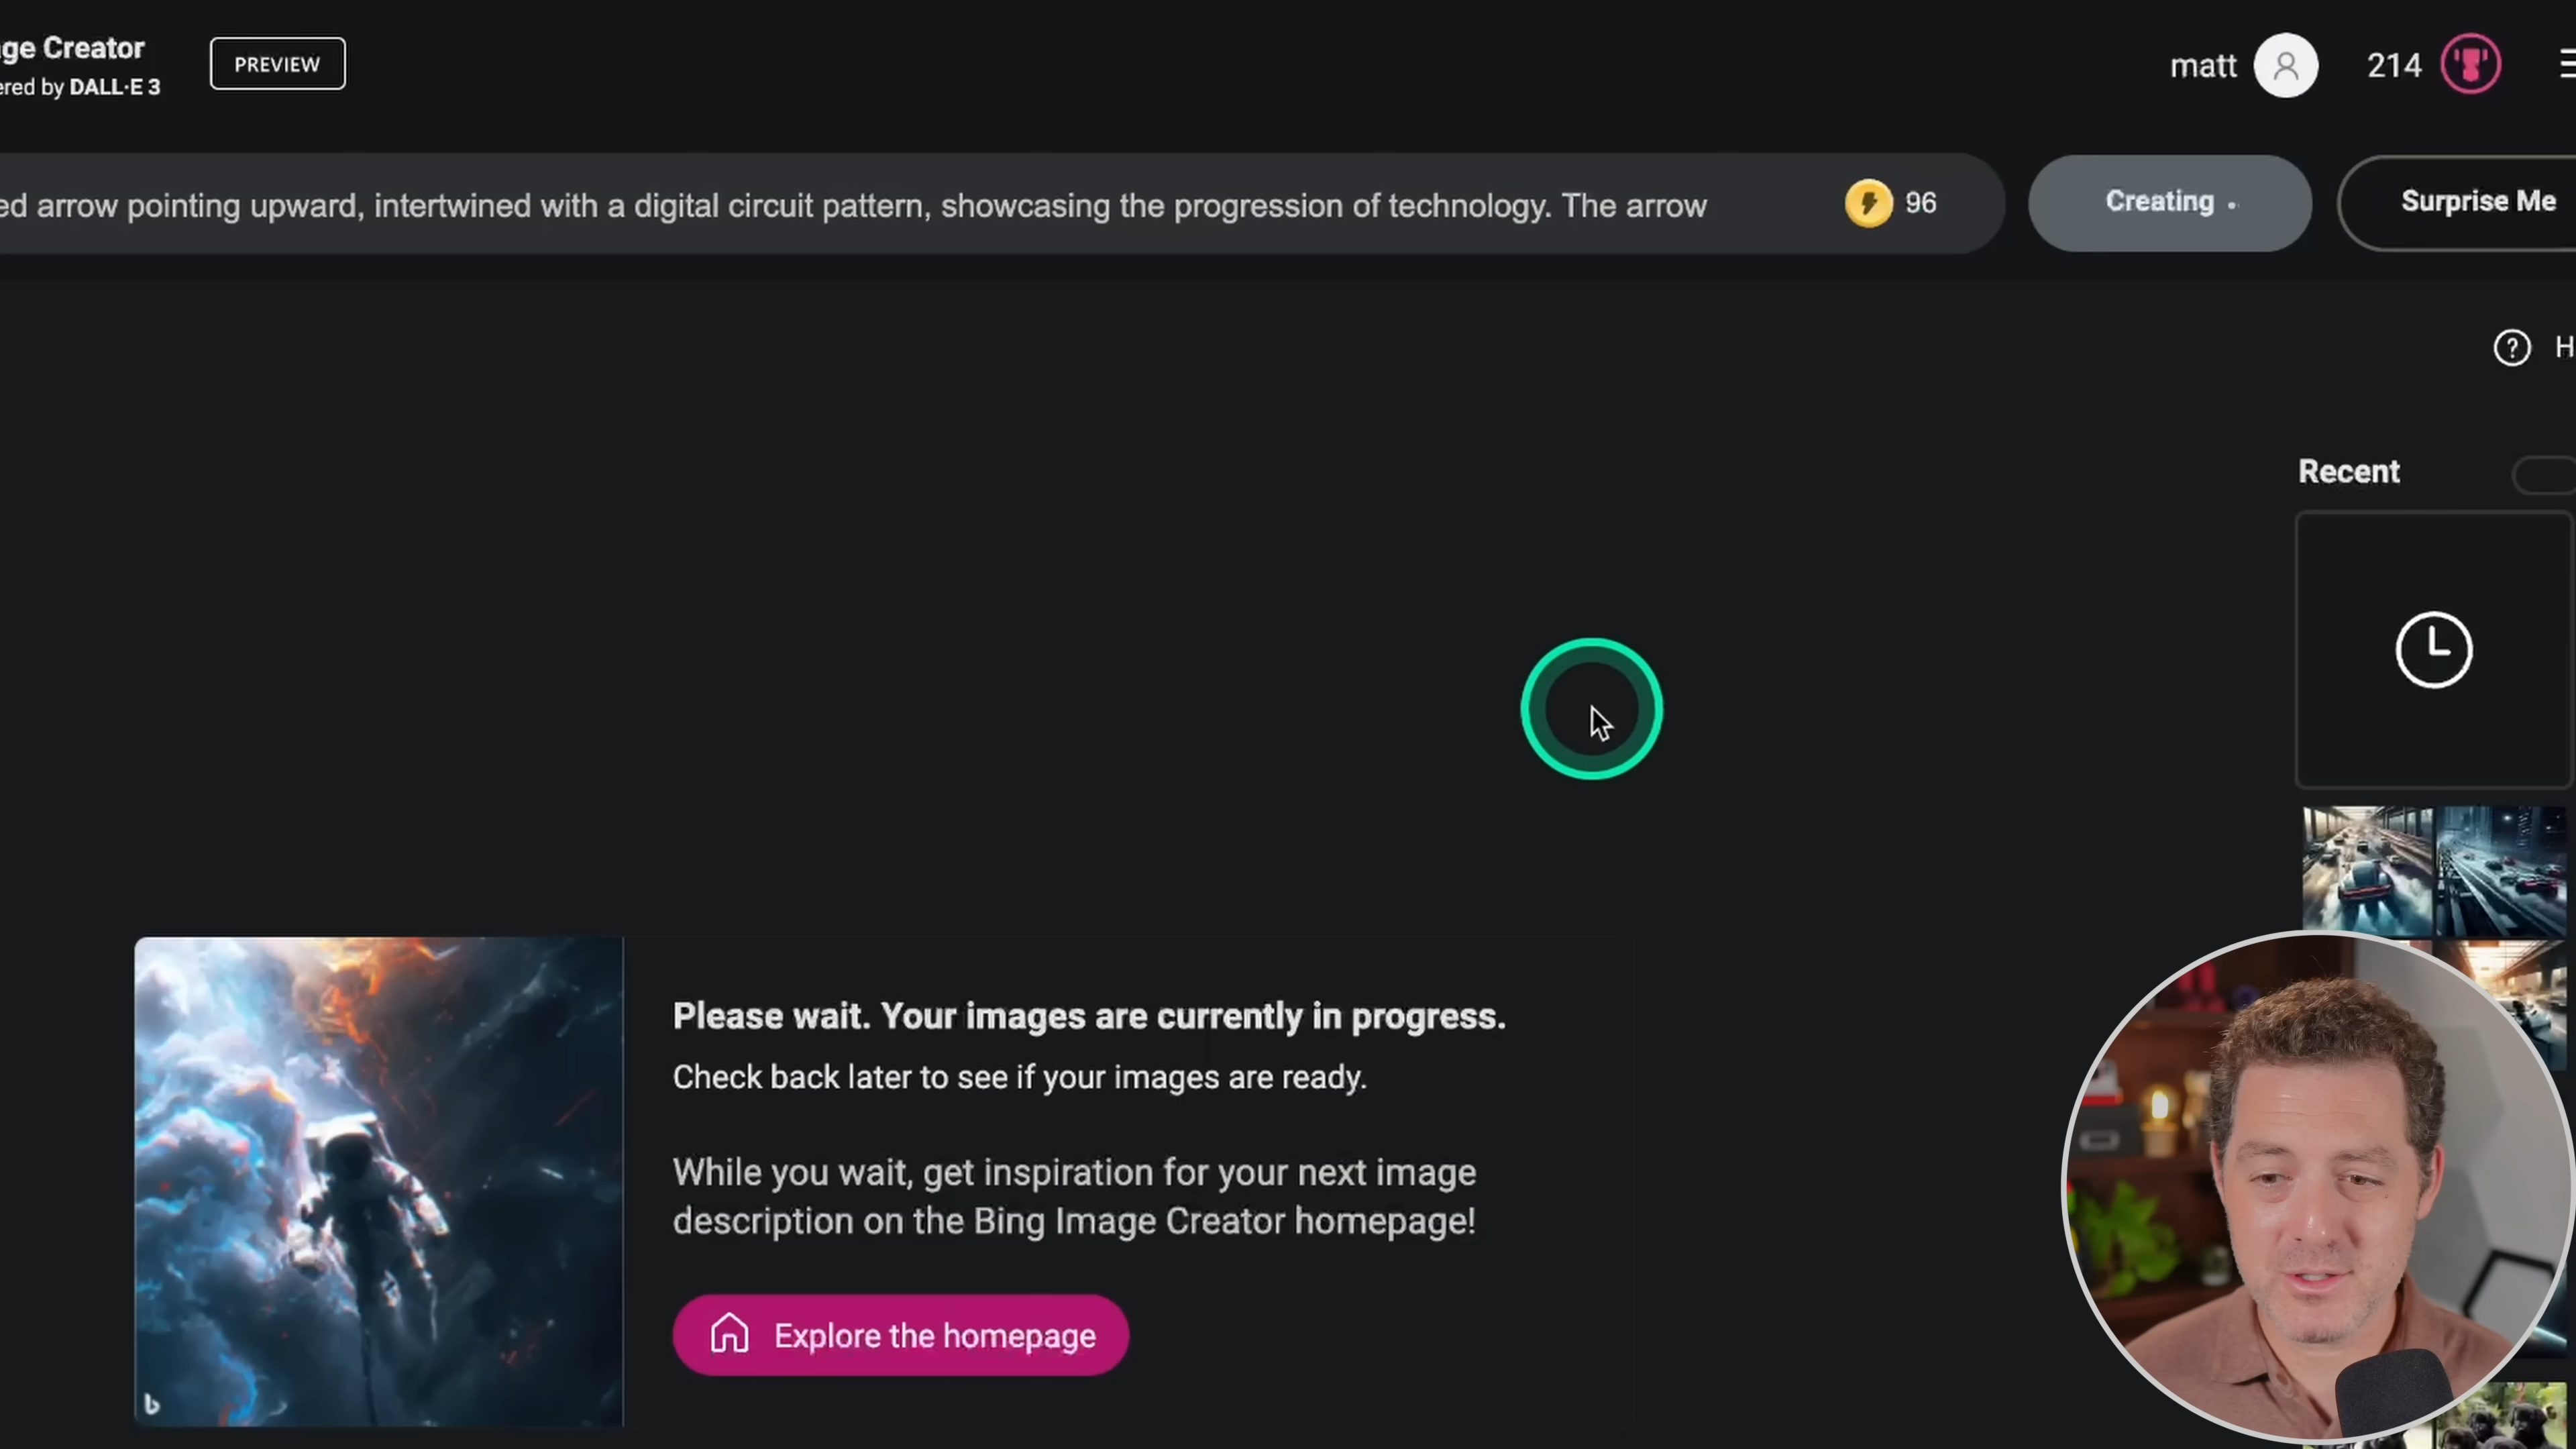 ge Creator
PREVIEW
matt
214
ered by DALL·E 3
ed arrow pointing upward, intertwined with a digital circuit pattern, showcasing the progression of technology. The arrow
96
Creating
Surprise Me
H
Recent
Please wait. Your images are currently in progress.
Check back later to see if your images are ready.
While you wait, get inspiration for your next image
description on the Bing Image Creator homepage!
Explore the homepage